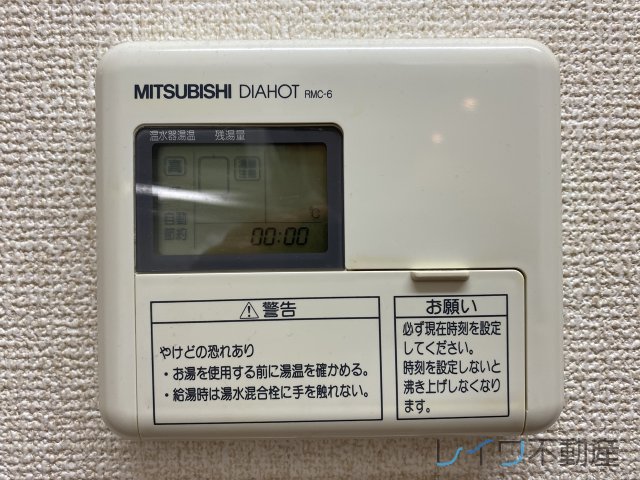 MITSUBISHI DIAHOT RMC-6
温水器湯温 残湯量
高
℃
自動
節約
00:00
⚠警告
やけどの恐れあり
・お湯を使用する前に湯温を確かめる。
・給湯時は湯水混合栓に手を触れない。
お願い
必ず現在時刻を設定
してください。
時刻を設定しないと
沸き上げしなくなり
ます。
レイワ不動産